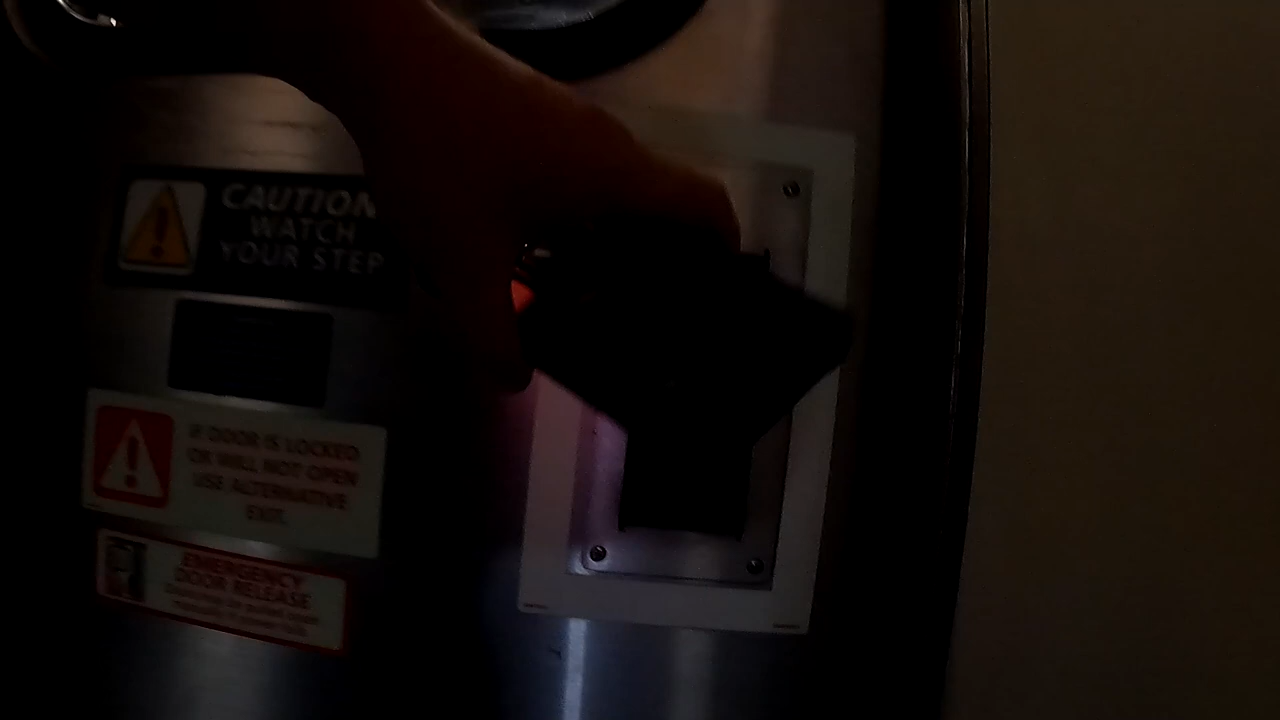 CAUTION
WATCH
YOUR STEP
IF DOOR IS LOCKED
OR WILL NOT OPEN
USE ALTERNATIVE
EXIT.
EMERGENCY
DOOR RELEASE